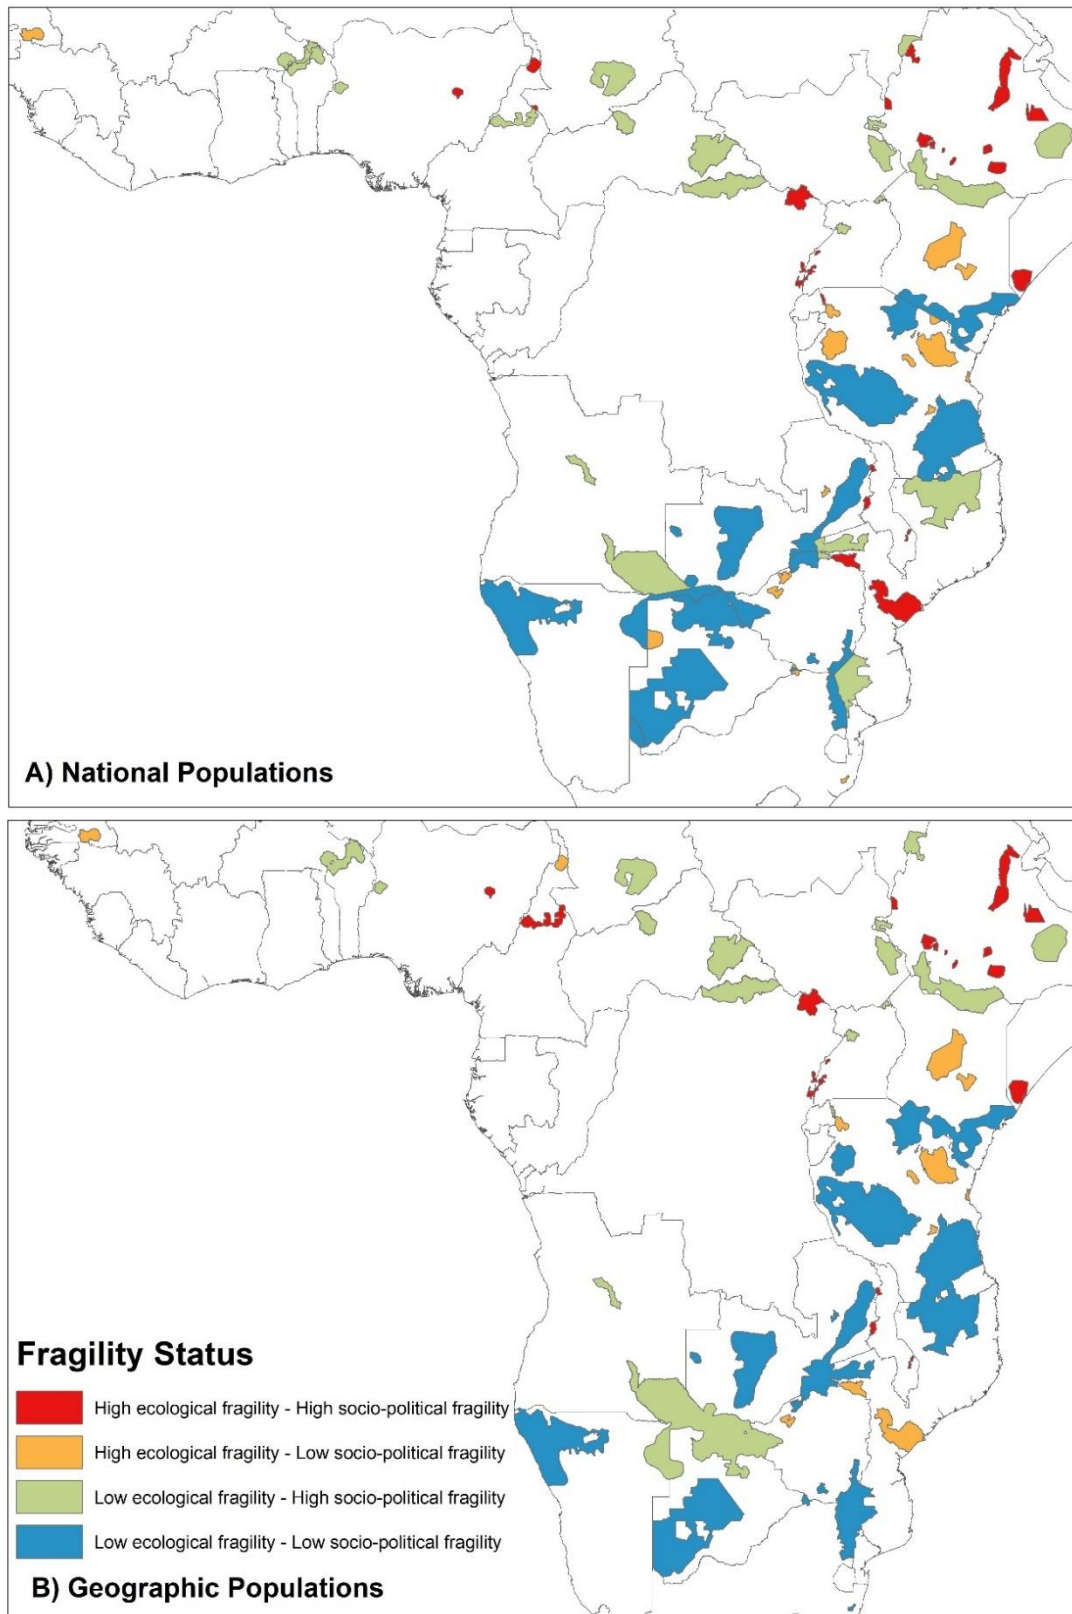 A) National Populations
Fragility Status
High ecological fragility - High socio-political fragility
High ecological fragility - Low socio-political fragility
Low ecological fragility - High socio-political fragility
Low ecological fragility - Low socio-political fragility
B) Geographic Populations